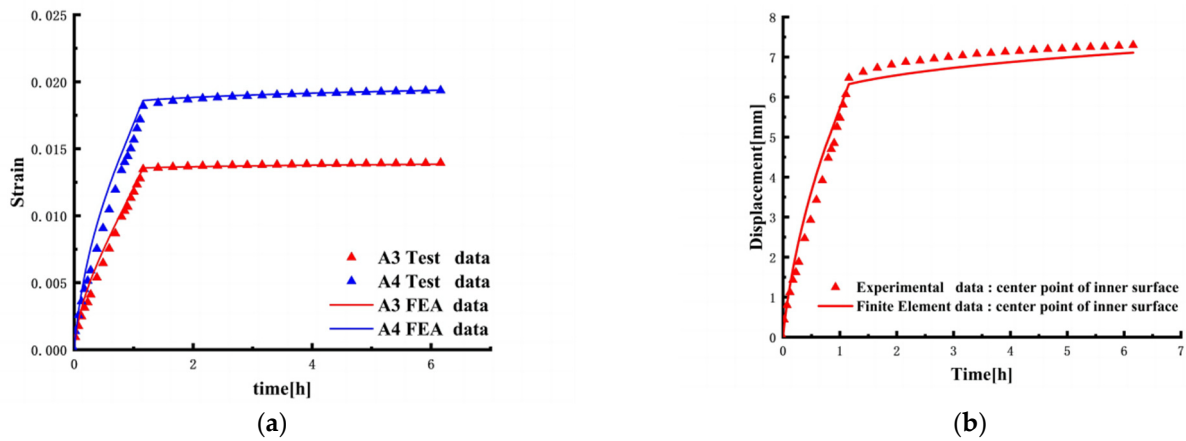 0.025
0.020
0.015
0.010
0.005
0.000
Strain
A3 Test data
A4 Test data
A3 FEA data
A4 FEA data
0 2 4 6
time[h]
(a)
8
7
6
5
4
3
2
1
0
Displacement[mm]
Experimental data : center point of inner surface
Finite Element data : center point of inner surface
0 1 2 3 4 5 6 7
Time[h]
(b)